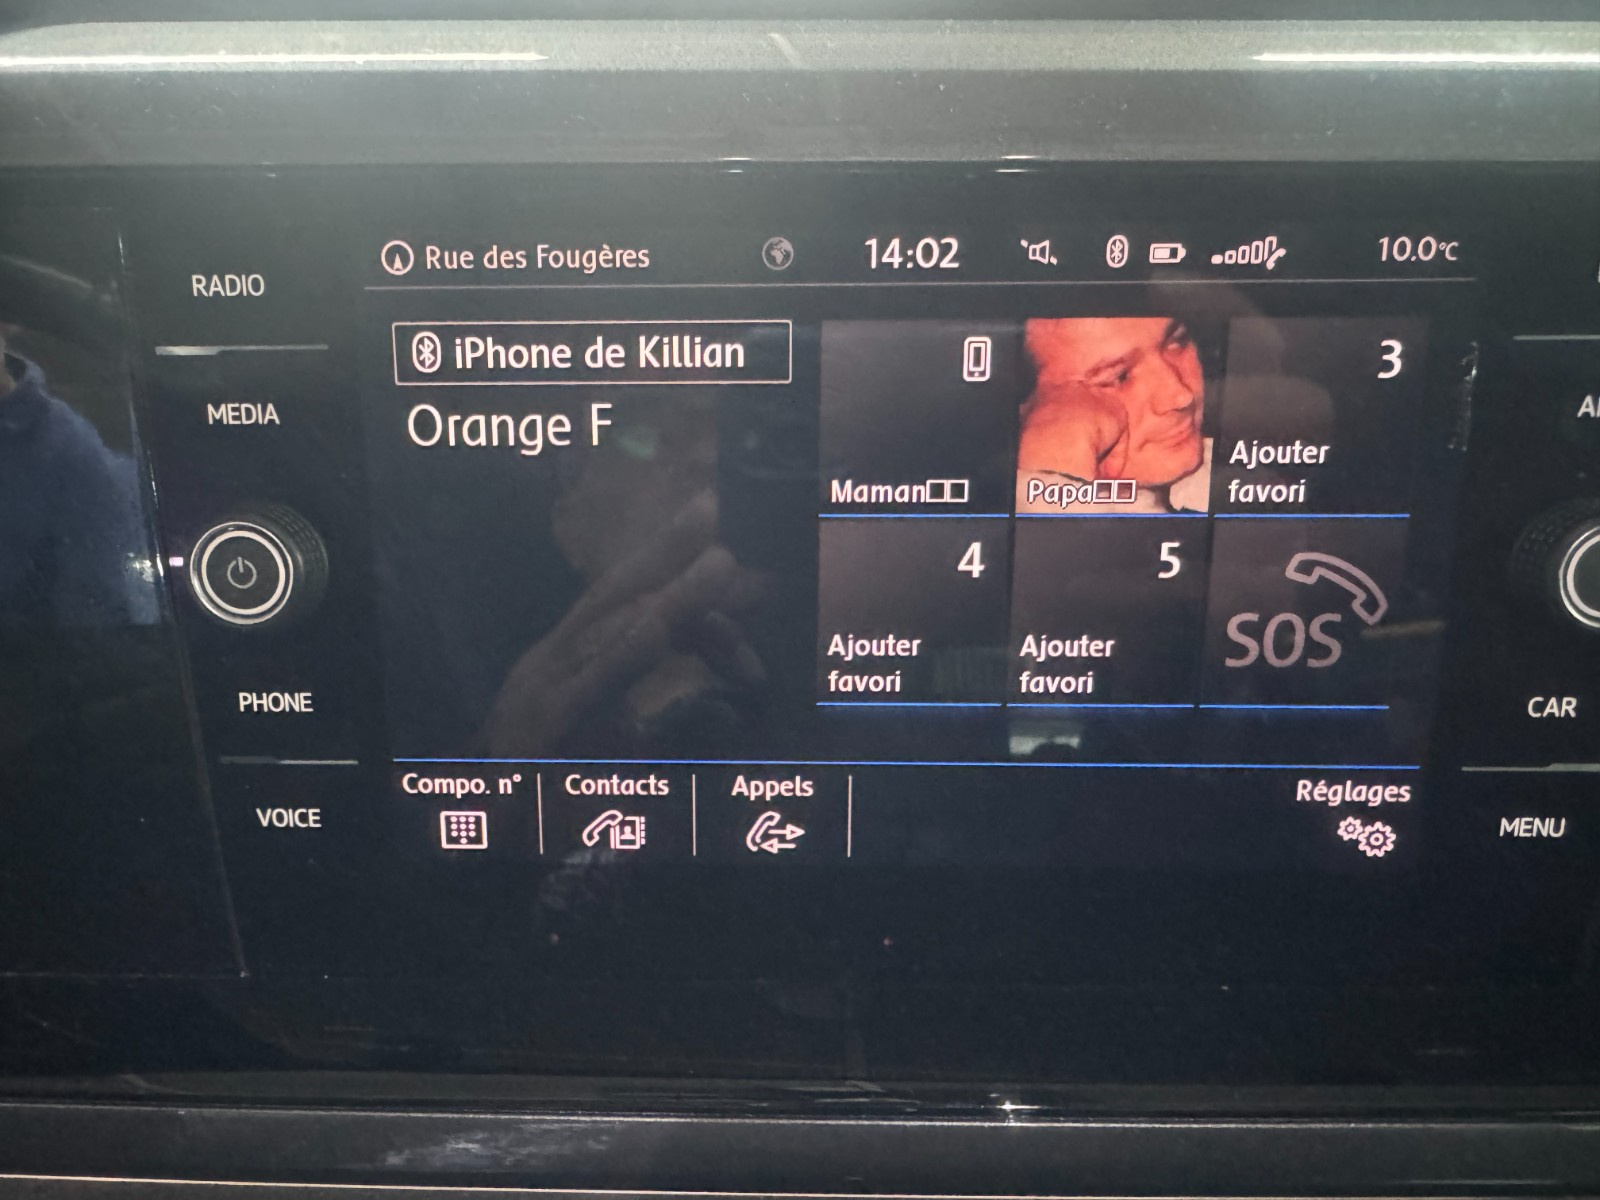 Rue des Fougères
14:02
10.0°C
RADIO
MEDIA
PHONE
VOICE
iPhone de Killian
Orange F
Maman□□
Papa□□
3
Ajouter
favori
4
Ajouter
favori
5
Ajouter
favori
SOS
Compo. n°
Contacts
Appels
Réglages
CAR
MENU